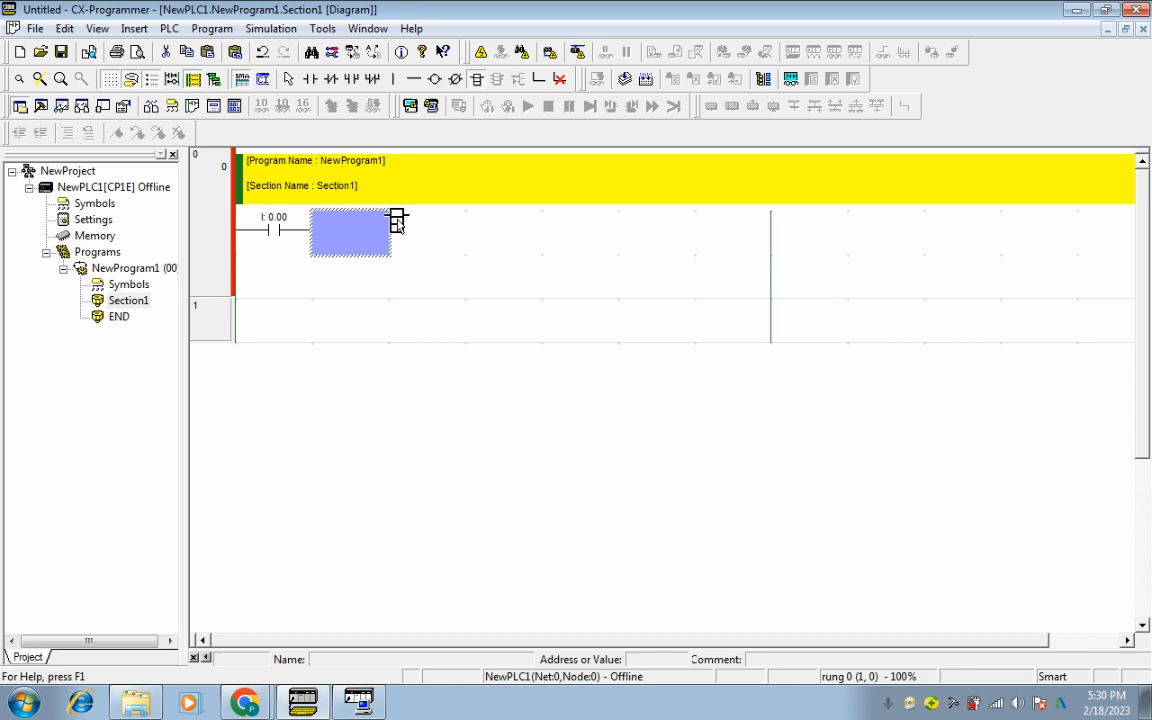 Untitled - CX-Programmer - [NewPLC1.NewProgram1.Section1 [Diagram]]
File Edit View Insert PLC Program Simulation Tools Window Help
10 10 16
NewProject
NewPLC1[CP1E] Offline
Symbols
Settings
Memory
Programs
NewProgram1 (00
Symbols
Section1
END
Project
0
0
[Program Name : NewProgram1]
[Section Name : Section1]
I: 0.00
1
Name:
Address or Value:
Comment:
For Help, press F1
NewPLC1(Net:0,Node:0) - Offline
rung 0 (1, 0) - 100%
Smart
5:30 PM
2/18/2023